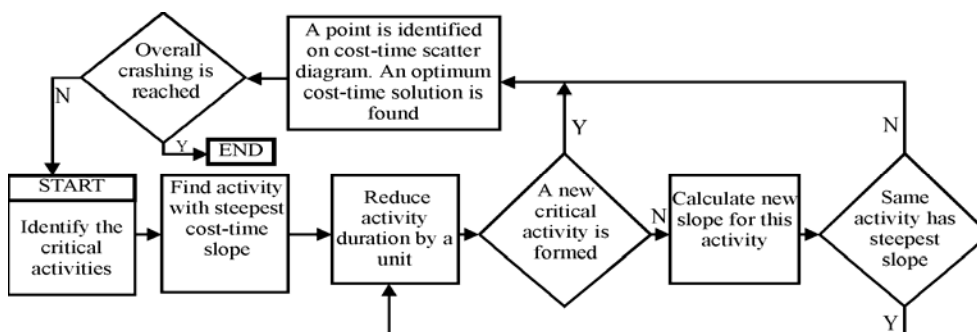 Overall
crashing is
reached
N
Y
END
A point is identified
on cost-time scatter
diagram. An optimum
cost-time solution is
found
START
Identify the
critical
activities
Find activity
with steepest
cost-time
slope
Reduce
activity
duration by a
unit
A new
critical
activity is
formed
Y
N
Calculate new
slope for this
activity
Same
activity has
steepest
slope
N
Y